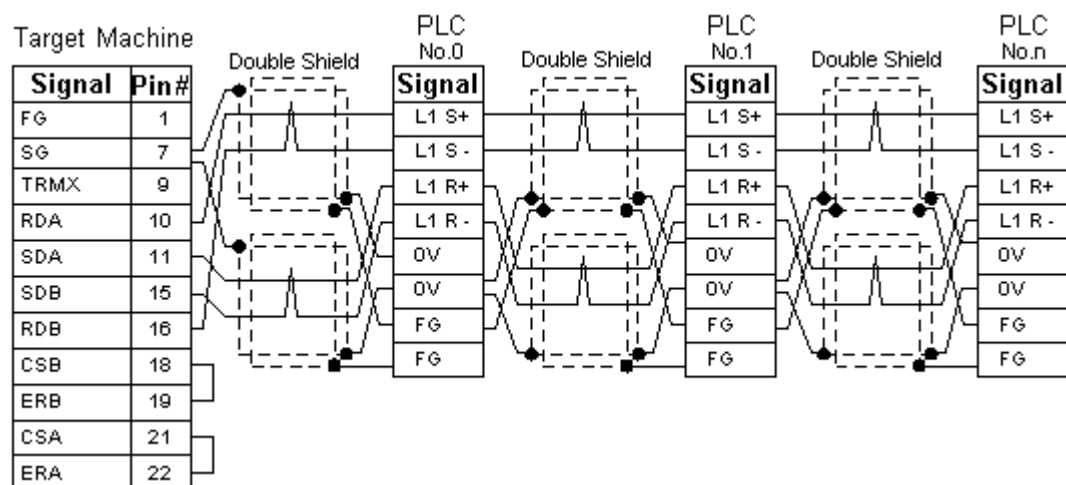 Target Machine
Signal Pin#
FG 1
SG 7
TRMX 9
RDA 10
SDA 11
SDB 15
RDB 16
CSB 18
ERB 19
CSA 21
ERA 22
Double Shield
PLC
No.0
Signal
L1 S+
L1 S -
L1 R+
L1 R -
0V
0V
FG
FG
Double Shield
PLC
No.1
Signal
L1 S+
L1 S -
L1 R+
L1 R -
0V
0V
FG
FG
Double Shield
PLC
No.n
Signal
L1 S+
L1 S -
L1 R+
L1 R -
0V
0V
FG
FG